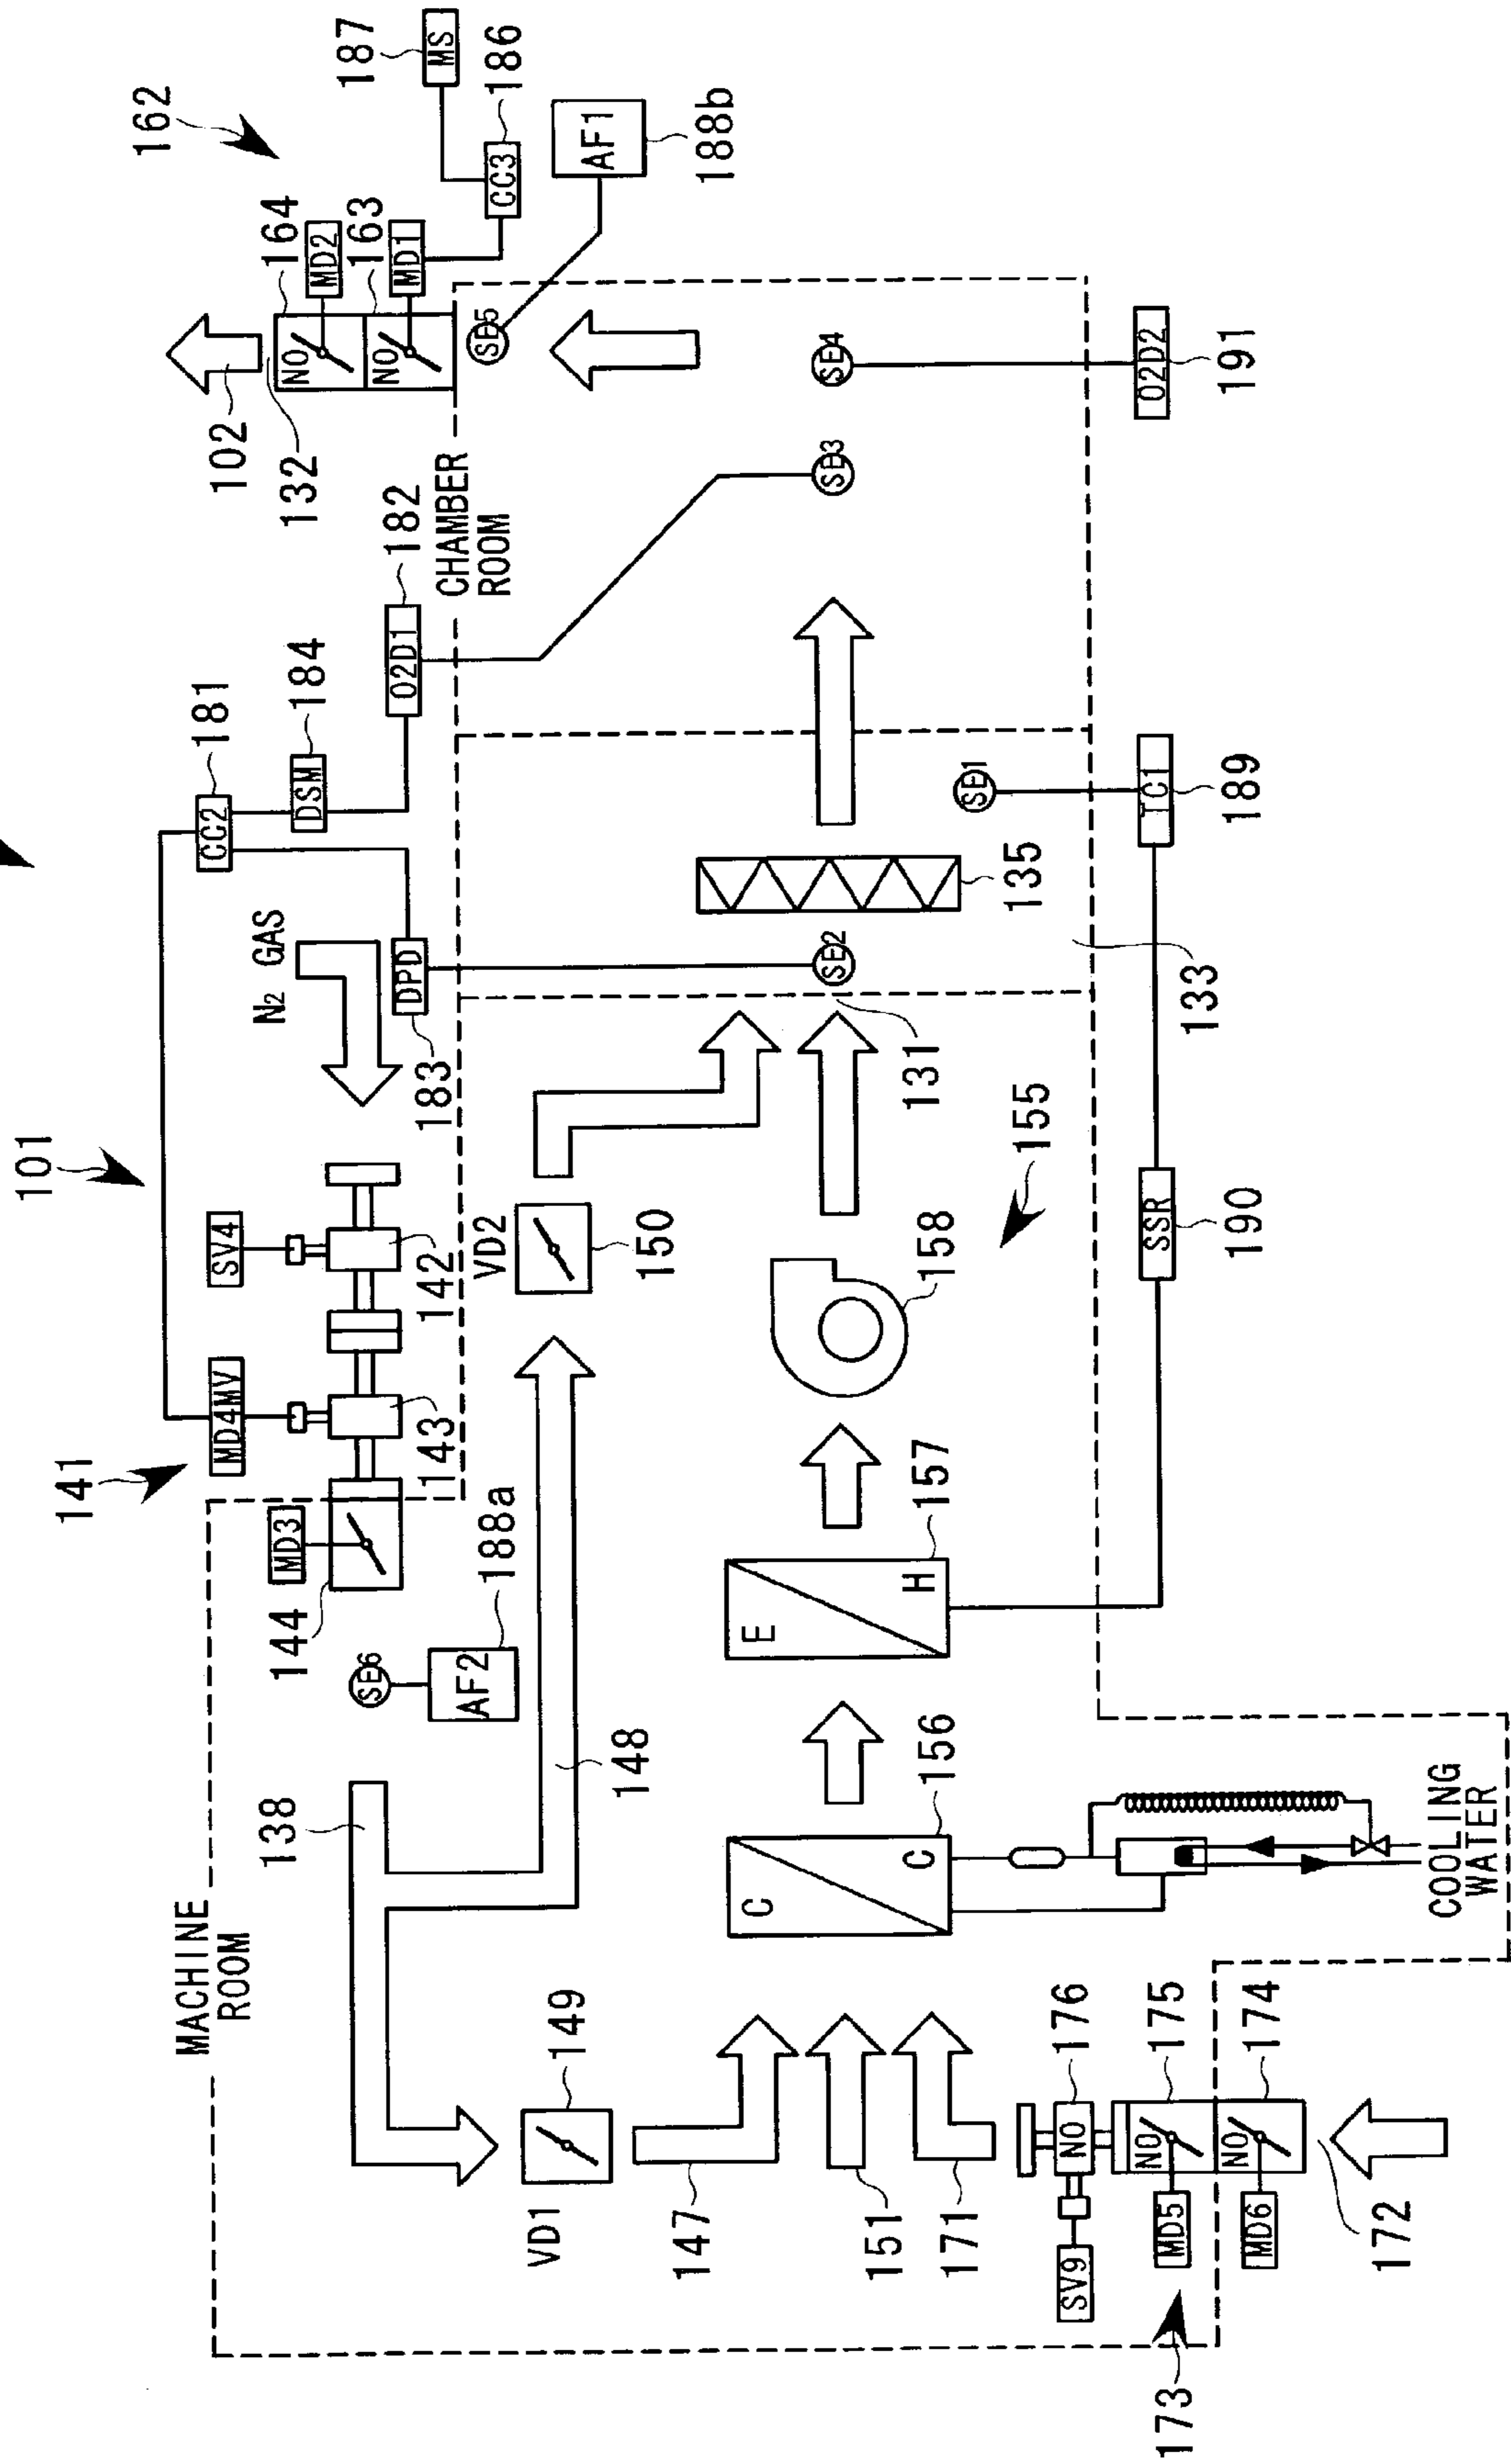 101
102
162
187
MS
164
MD2
163
MD1
186
CC3
AF1
188b
NO
NO
SE5
132
182
O2D1
CHAMBER
ROOM
SE3
SE4
O2D2
191
181
CC2
184
DSM
N2 GAS
DPD
183
SE2
SE1
135
TC1
189
133
131
155
SV4
142
VD2
150
158
SSR
190
141
MD4MV
143
MD3
144
188a
SE6
AF2
E
H
157
138
148
156
C
C
COOLING
WATER
MACHINE
ROOM
149
VD1
147
151
171
176
NO
SV9
175
NO
MD5
174
NO
MD6
172
173